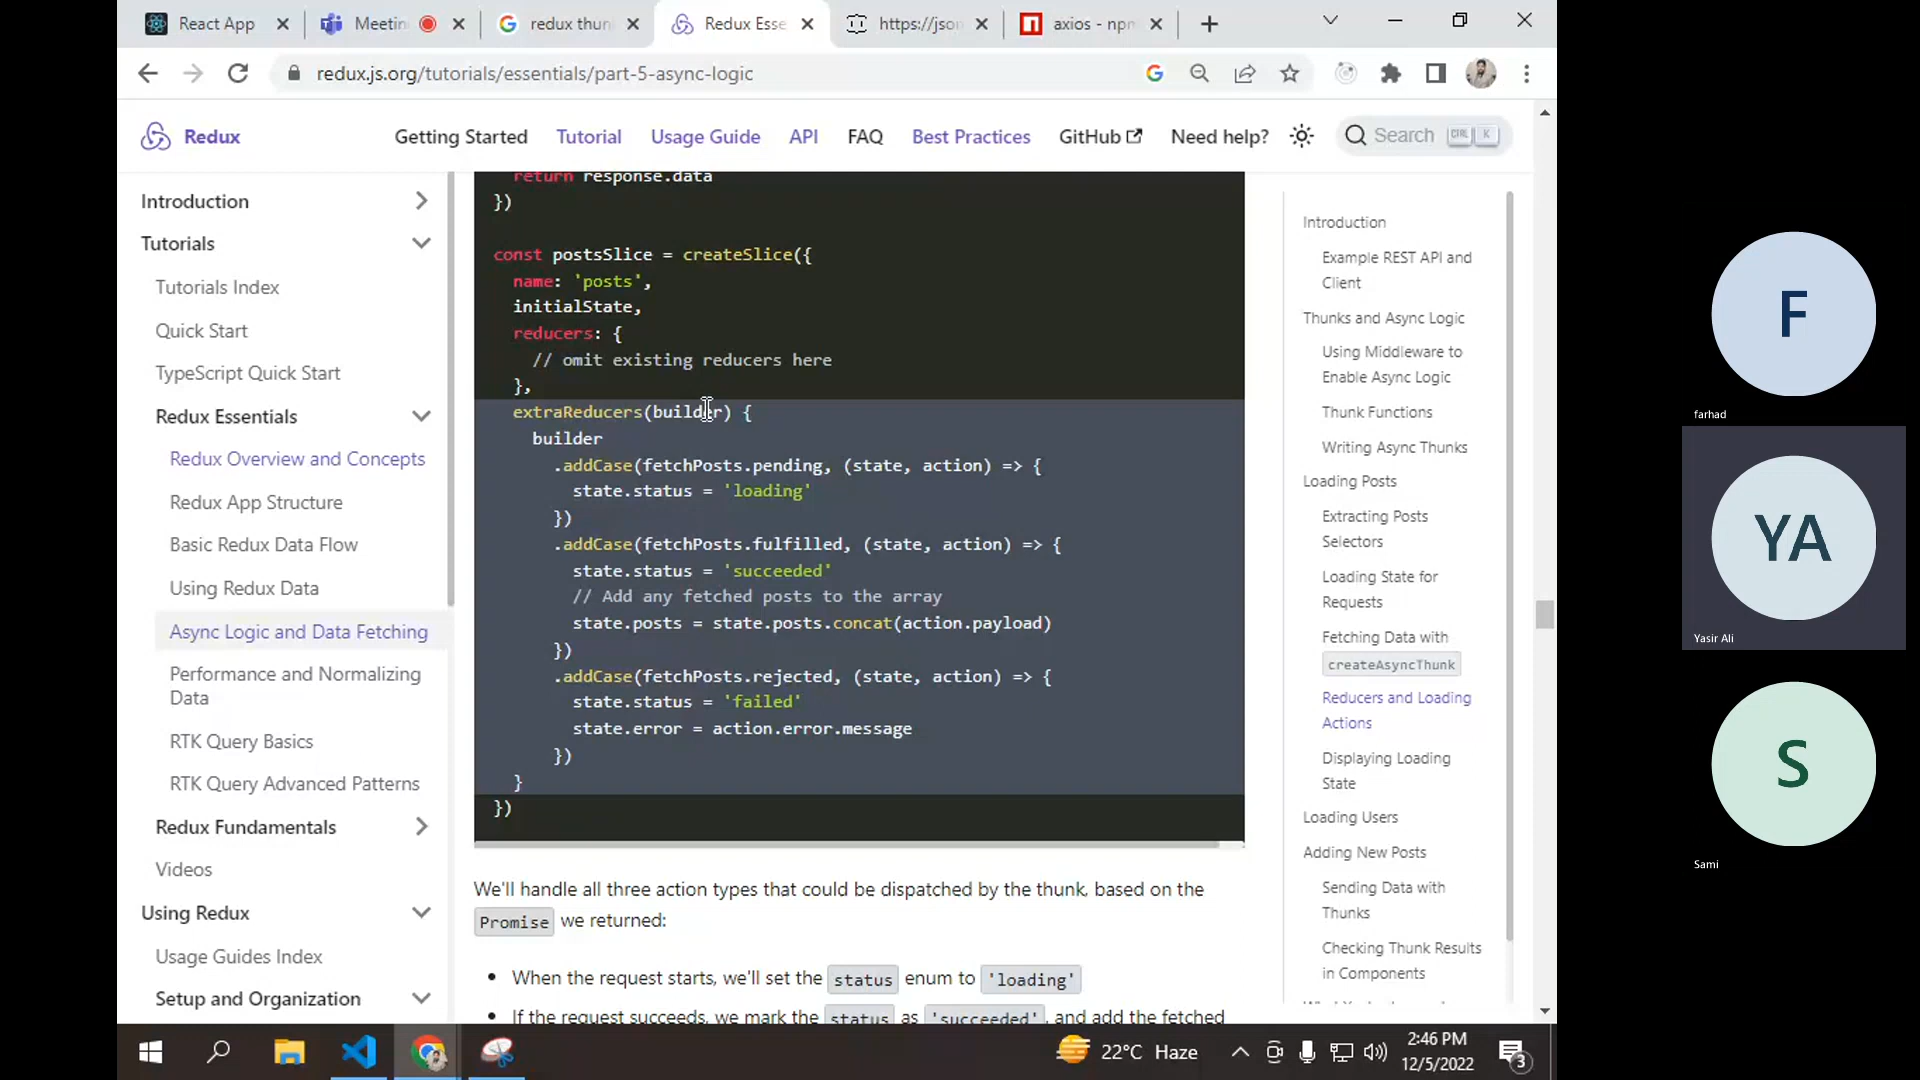 React App
Meetin
redux thun
Redux Esse
https://json
axios - npm
redux.js.org/tutorials/essentials/part-5-async-logic
Redux
Getting Started
Tutorial
Usage Guide
API
FAQ
Best Practices
GitHub
Need help?
Search
CTRL
K
Introduction
Tutorials
Tutorials Index
Quick Start
TypeScript Quick Start
Redux Essentials
Redux Overview and Concepts
Redux App Structure
Basic Redux Data Flow
Using Redux Data
Async Logic and Data Fetching
Performance and Normalizing
Data
RTK Query Basics
RTK Query Advanced Patterns
Redux Fundamentals
Videos
Using Redux
Usage Guides Index
Setup and Organization
return response.data
})
const postsSlice = createSlice({
name: 'posts',
initialState,
reducers: {
// omit existing reducers here
},
extraReducers(builder) {
builder
.addCase(fetchPosts.pending, (state, action) => {
state.status = 'loading'
})
.addCase(fetchPosts.fulfilled, (state, action) => {
state.status = 'succeeded'
// Add any fetched posts to the array
state.posts = state.posts.concat(action.payload)
})
.addCase(fetchPosts.rejected, (state, action) => {
state.status = 'failed'
state.error = action.error.message
})
}
})
We'll handle all three action types that could be dispatched by the thunk, based on the
Promise we returned:
• When the request starts, we'll set the status enum to 'loading'
• If the request succeeds, we mark the status as 'succeeded', and add the fetched
Introduction
Example REST API and
Client
Thunks and Async Logic
Using Middleware to
Enable Async Logic
Thunk Functions
Writing Async Thunks
Loading Posts
Extracting Posts
Selectors
Loading State for
Requests
Fetching Data with
createAsyncThunk
Reducers and Loading
Actions
Displaying Loading
State
Loading Users
Adding New Posts
Sending Data with
Thunks
Checking Thunk Results
in Components
F
farhad
YA
Yasir Ali
S
Sami
22°C Haze
2:46 PM
12/5/2022
3